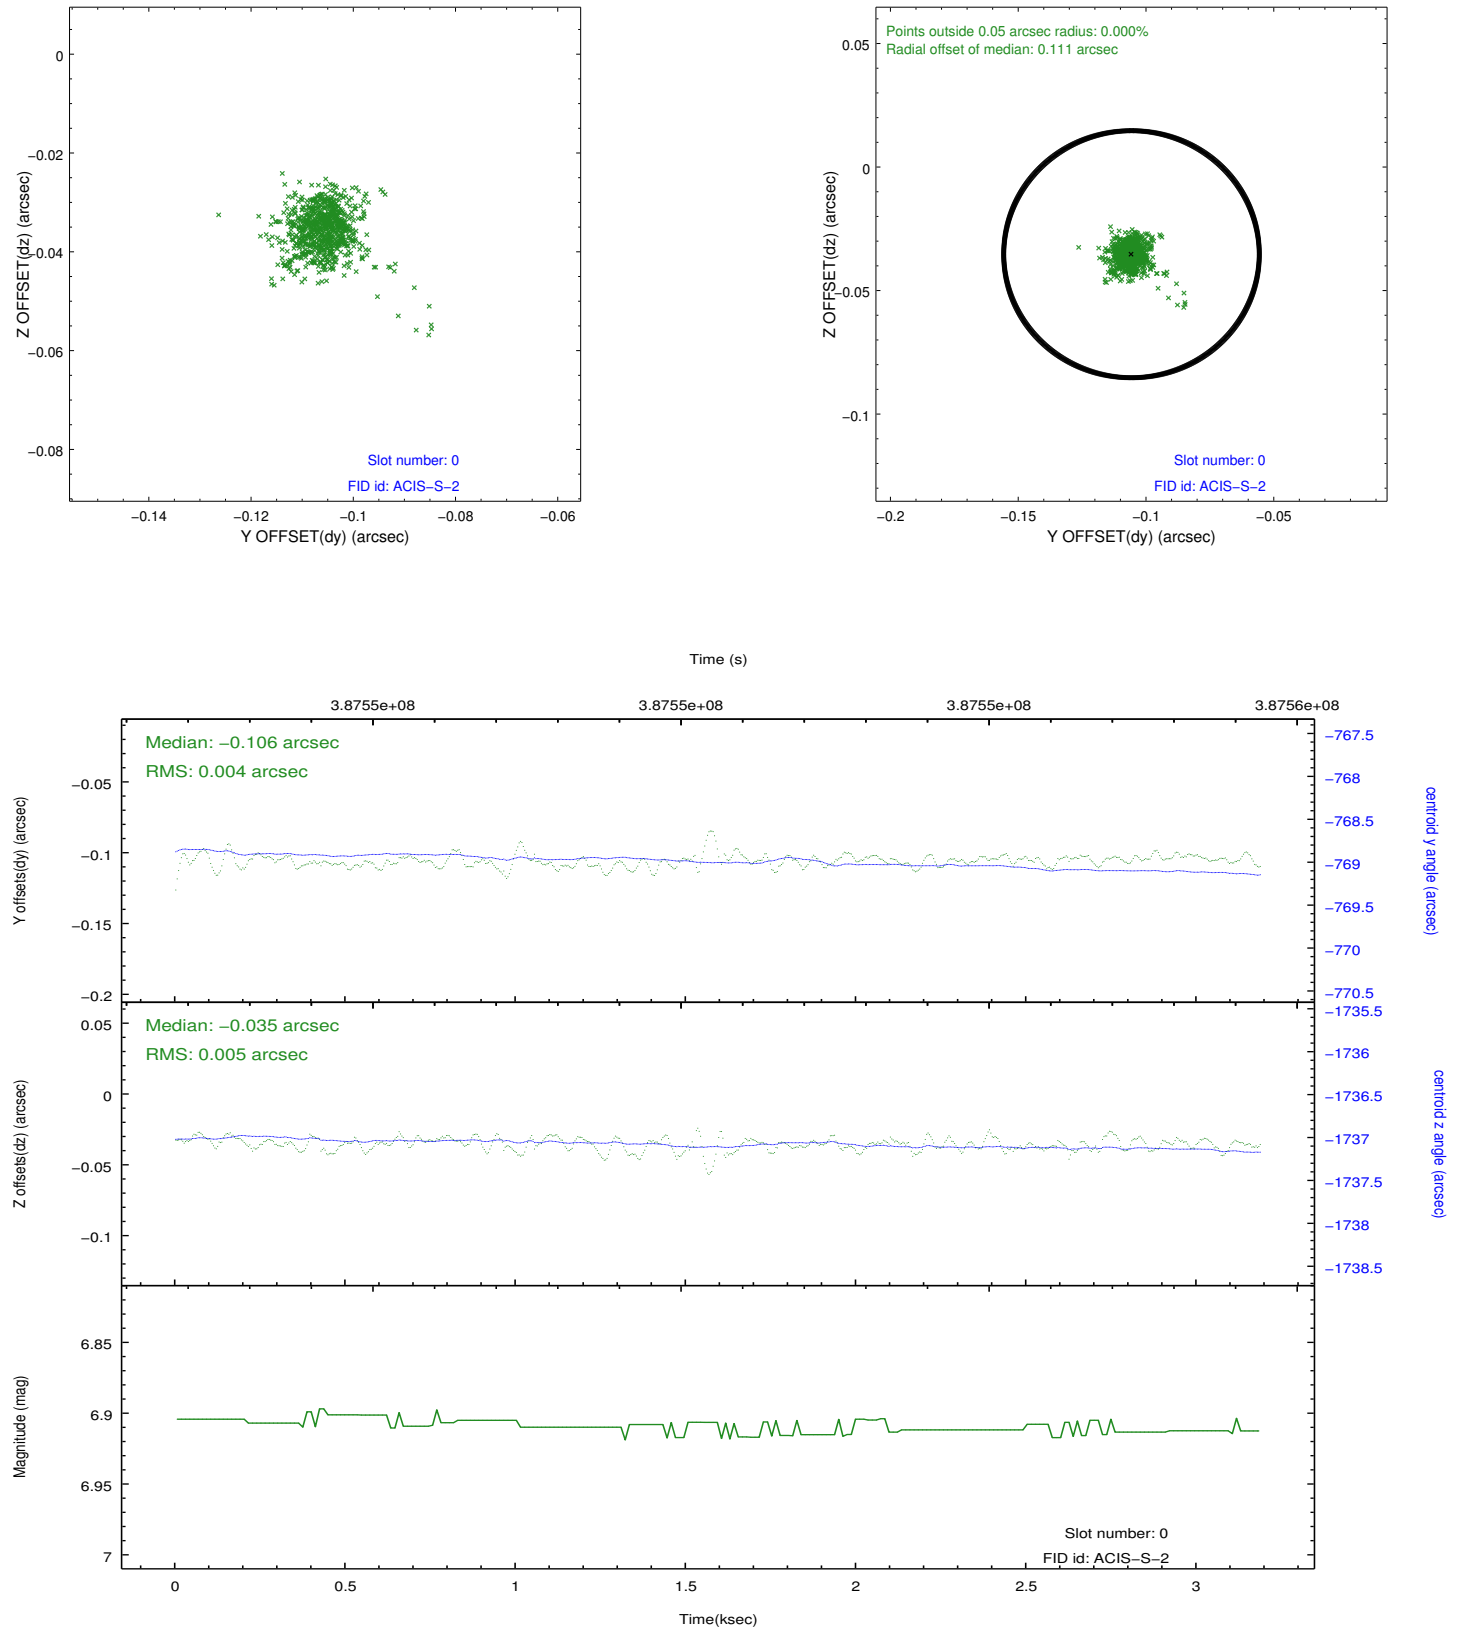 0
−0.02
−0.04
−0.06
−0.08
Z OFFSET(dz) (arcsec)
Slot number: 0
FID id: ACIS−S−2
−0.14
−0.12
−0.1
−0.08
−0.06
Y OFFSET(dy) (arcsec)
Points outside 0.05 arcsec radius: 0.000%
Radial offset of median: 0.111 arcsec
0.05
0
−0.05
−0.1
Z OFFSET(dz) (arcsec)
Slot number: 0
FID id: ACIS−S−2
−0.2
−0.15
−0.1
−0.05
Y OFFSET(dy) (arcsec)
Time (s)
3.8755e+08
3.8755e+08
3.8755e+08
3.8756e+08
Median: −0.106 arcsec
RMS: 0.004 arcsec
−0.05
−0.1
−0.15
−0.2
Y offsets(dy) (arcsec)
−767.5
−768
−768.5
−769
−769.5
−770
−770.5
centroid y angle (arcsec)
Median: −0.035 arcsec
RMS: 0.005 arcsec
0.05
0
−0.05
−0.1
Z offsets(dz) (arcsec)
−1735.5
−1736
−1736.5
−1737
−1737.5
−1738
−1738.5
centroid z angle (arcsec)
6.85
6.9
6.95
7
Magnitude (mag)
Slot number: 0
FID id: ACIS−S−2
0
0.5
1
1.5
2
2.5
3
Time(ksec)